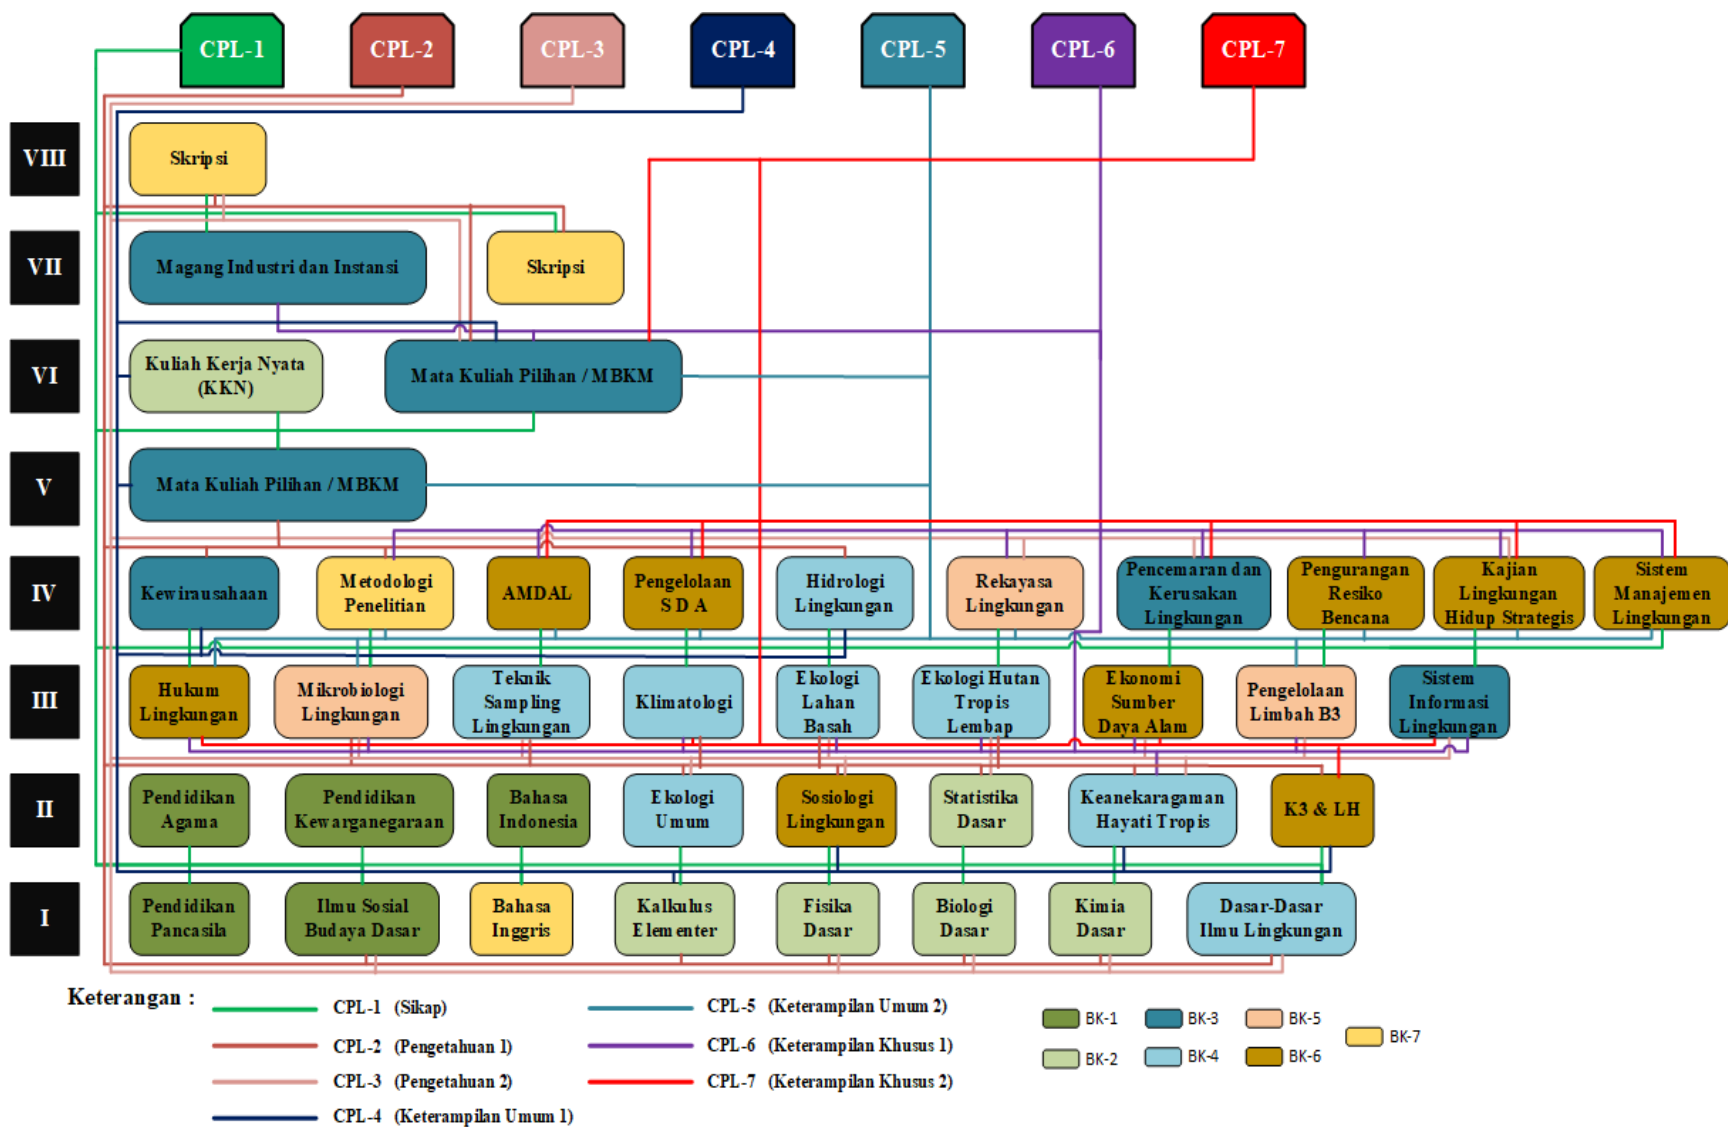 CPL-1
CPL-2
CPL-3
CPL-4
CPL-5
CPL-6
CPL-7
VIII
Skripsi
VII
Magang Industri dan Instansi
Skripsi
VI
Kuliah Kerja Nyata
(KKN)
Mata Kuliah Pilihan / MBKM
V
Mata Kuliah Pilihan / MBKM
IV
Kewirausahaan
Metodologi
Penelitian
AMDAL
Pengelolaan
S D A
Hidrologi
Lingkungan
Rekayasa
Lingkungan
Pencemaran dan
Kerusakan
Lingkungan
Pengurangan
Resiko
Bencana
Kajian
Lingkungan
Hidup Strategis
Sistem
Manajemen
Lingkungan
III
Hukum
Lingkungan
Mikrobiologi
Lingkungan
Teknik
Sampling
Lingkungan
Klimatologi
Ekologi
Lahan
Basah
Ekologi Hutan
Tropis
Lembap
Ekonomi
Sumber
Daya Alam
Pengelolaan
Limbah B3
Sistem
Informasi
Lingkungan
II
Pendidikan
Agama
Pendidikan
Kewarganegaraan
Bahasa
Indonesia
Ekologi
Umum
Sosiologi
Lingkungan
Statistika
Dasar
Keanekaragaman
Hayati Tropis
K3 & LH
I
Pendidikan
Pancasila
Ilmu Sosial
Budaya Dasar
Bahasa
Inggris
Kalkulus
Elementer
Fisika
Dasar
Biologi
Dasar
Kimia
Dasar
Dasar-Dasar
Ilmu Lingkungan
Keterangan :
CPL-1 (Sikap)
CPL-2 (Pengetahuan 1)
CPL-3 (Pengetahuan 2)
CPL-4 (Keterampilan Umum 1)
CPL-5 (Keterampilan Umum 2)
CPL-6 (Keterampilan Khusus 1)
CPL-7 (Keterampilan Khusus 2)
BK-1
BK-2
BK-3
BK-4
BK-5
BK-6
BK-7